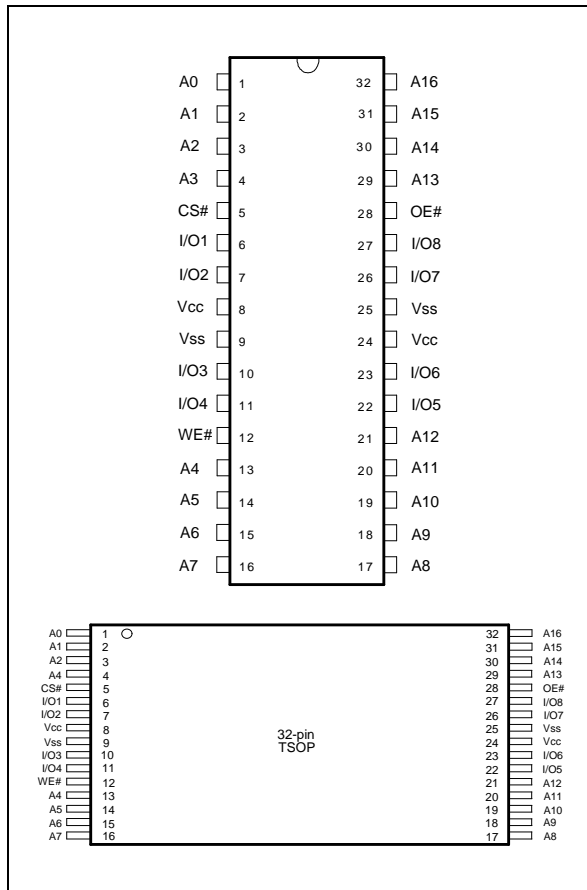 A0 1 32 A16
A1 2 31 A15
A2 3 30 A14
A3 4 29 A13
CS# 5 28 OE#
I/O1 6 27 I/O8
I/O2 7 26 I/O7
Vcc 8 25 Vss
Vss 9 24 Vcc
I/O3 10 23 I/O6
I/O4 11 22 I/O5
WE# 12 21 A12
A4 13 20 A11
A5 14 19 A10
A6 15 18 A9
A7 16 17 A8
A0 1 32 A16
A1 2 31 A15
A2 3 30 A14
A4 4 29 A13
CS# 5 28 OE#
I/O1 6 27 I/O8
I/O2 7 26 I/O7
Vcc 8 25 Vss
Vss 9 24 Vcc
I/O3 10 23 I/O6
I/O4 11 22 I/O5
WE# 12 21 A12
A4 13 20 A11
A5 14 19 A10
A6 15 18 A9
A7 16 17 A8
32-pin
TSOP